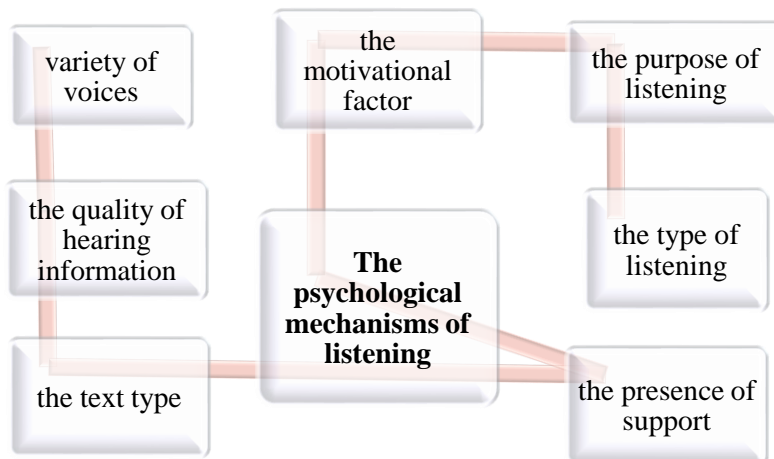 variety of
voices
the
motivational
factor
the purpose of
listening
the quality of
hearing
information
The
psychological
mechanisms of
listening
the type of
listening
the text type
the presence of
support